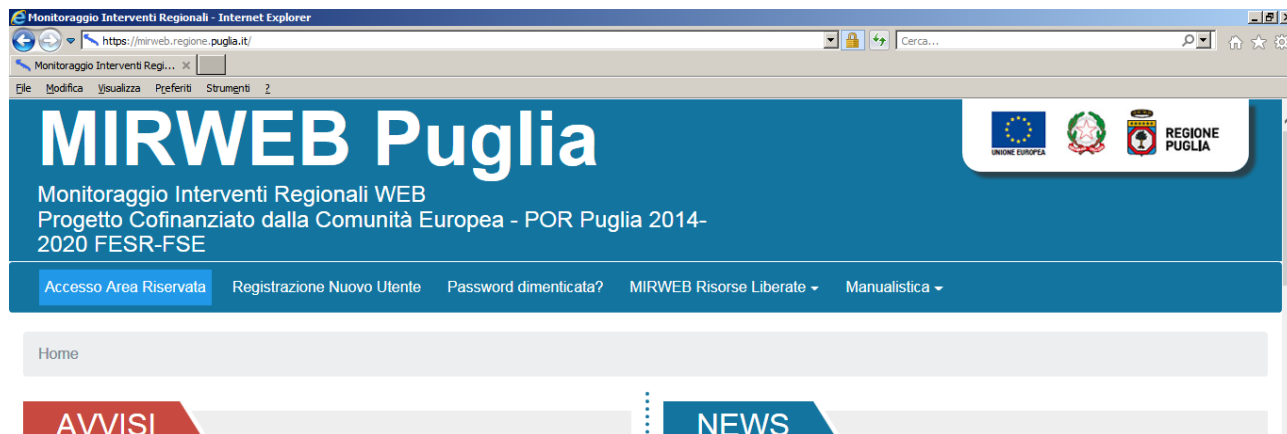 Monitoraggio Interventi Regionali - Internet Explorer
https://mirweb.regione.puglia.it/
Cerca...
Monitoraggio Interventi Regi...
File Modifica Visualizza Preferiti Strumenti ?
MIRWEB Puglia
UNIONE EUROPEA
REGIONE
PUGLIA
Monitoraggio Interventi Regionali WEB
Progetto Cofinanziato dalla Comunità Europea - POR Puglia 2014-
2020 FESR-FSE
Accesso Area Riservata Registrazione Nuovo Utente Password dimenticata? MIRWEB Risorse Liberate Manualistica
Home
AVVISI NEWS